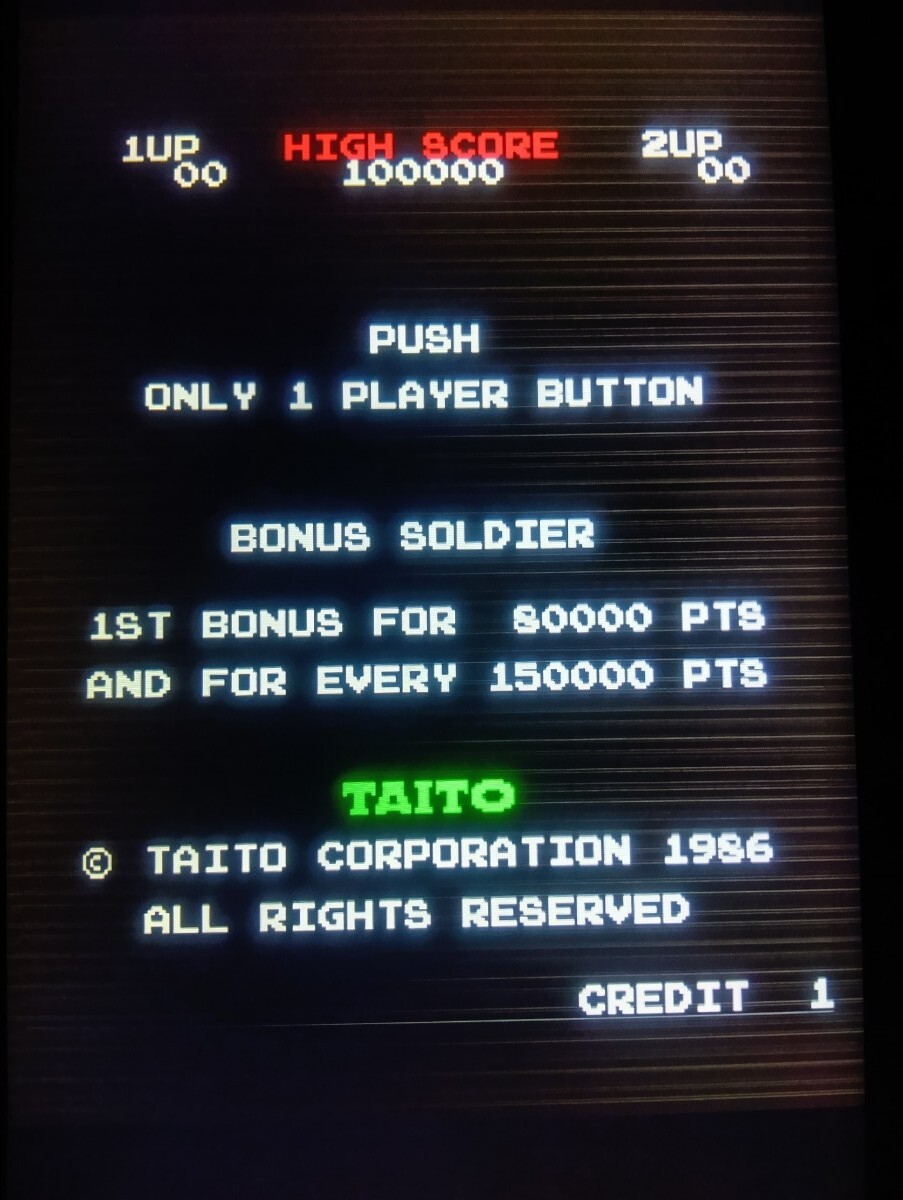 1UP HIGH SCORE 2UP
00 100000 00
PUSH
ONLY 1 PLAYER BUTTON
BONUS SOLDIER
1ST BONUS FOR 80000 PTS
AND FOR EVERY 150000 PTS
TAITO
© TAITO CORPORATION 1986
ALL RIGHTS RESERVED
CREDIT 1